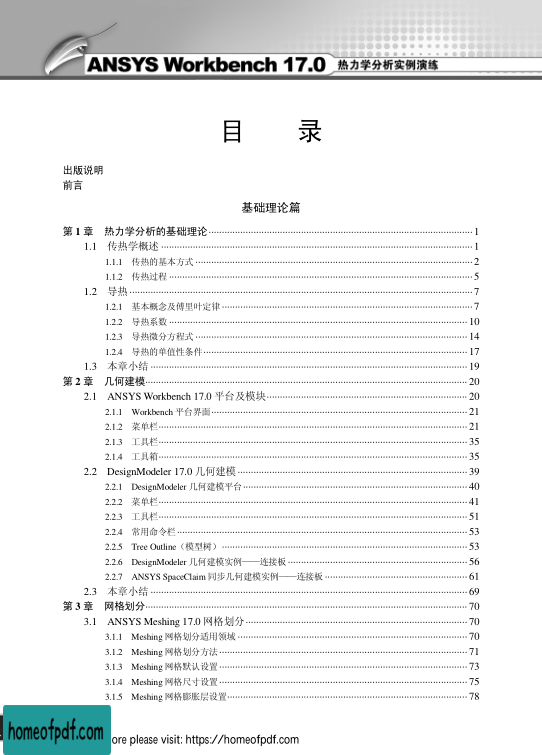 ANSYS Workbench 17.0 热力学分析实例演练
目 录
出版说明
前言
基础理论篇
第 1 章 热力学分析的基础理论 1
1.1 传热学概述 1
1.1.1 传热的基本方式 2
1.1.2 传热过程 5
1.2 导热 7
1.2.1 基本概念及傅里叶定律 7
1.2.2 导热系数 10
1.2.3 导热微分方程式 14
1.2.4 导热的单值性条件 17
1.3 本章小结 19
第 2 章 几何建模 20
2.1 ANSYS Workbench 17.0 平台及模块 20
2.1.1 Workbench 平台界面 21
2.1.2 菜单栏 21
2.1.3 工具栏 35
2.1.4 工具箱 35
2.2 DesignModeler 17.0 几何建模 39
2.2.1 DesignModeler 几何建模平台 40
2.2.2 菜单栏 41
2.2.3 工具栏 51
2.2.4 常用命令栏 53
2.2.5 Tree Outline（模型树） 53
2.2.6 DesignModeler 几何建模实例——连接板 56
2.2.7 ANSYS SpaceClaim 同步几何建模实例——连接板 61
2.3 本章小结 69
第 3 章 网格划分 70
3.1 ANSYS Meshing 17.0 网格划分 70
3.1.1 Meshing 网格划分适用领域 70
3.1.2 Meshing 网格划分方法 71
3.1.3 Meshing 网格默认设置 73
3.1.4 Meshing 网格尺寸设置 75
3.1.5 Meshing 网格膨胀层设置 78
homeofpdf.com
ore please visit: https://homeofpdf.com